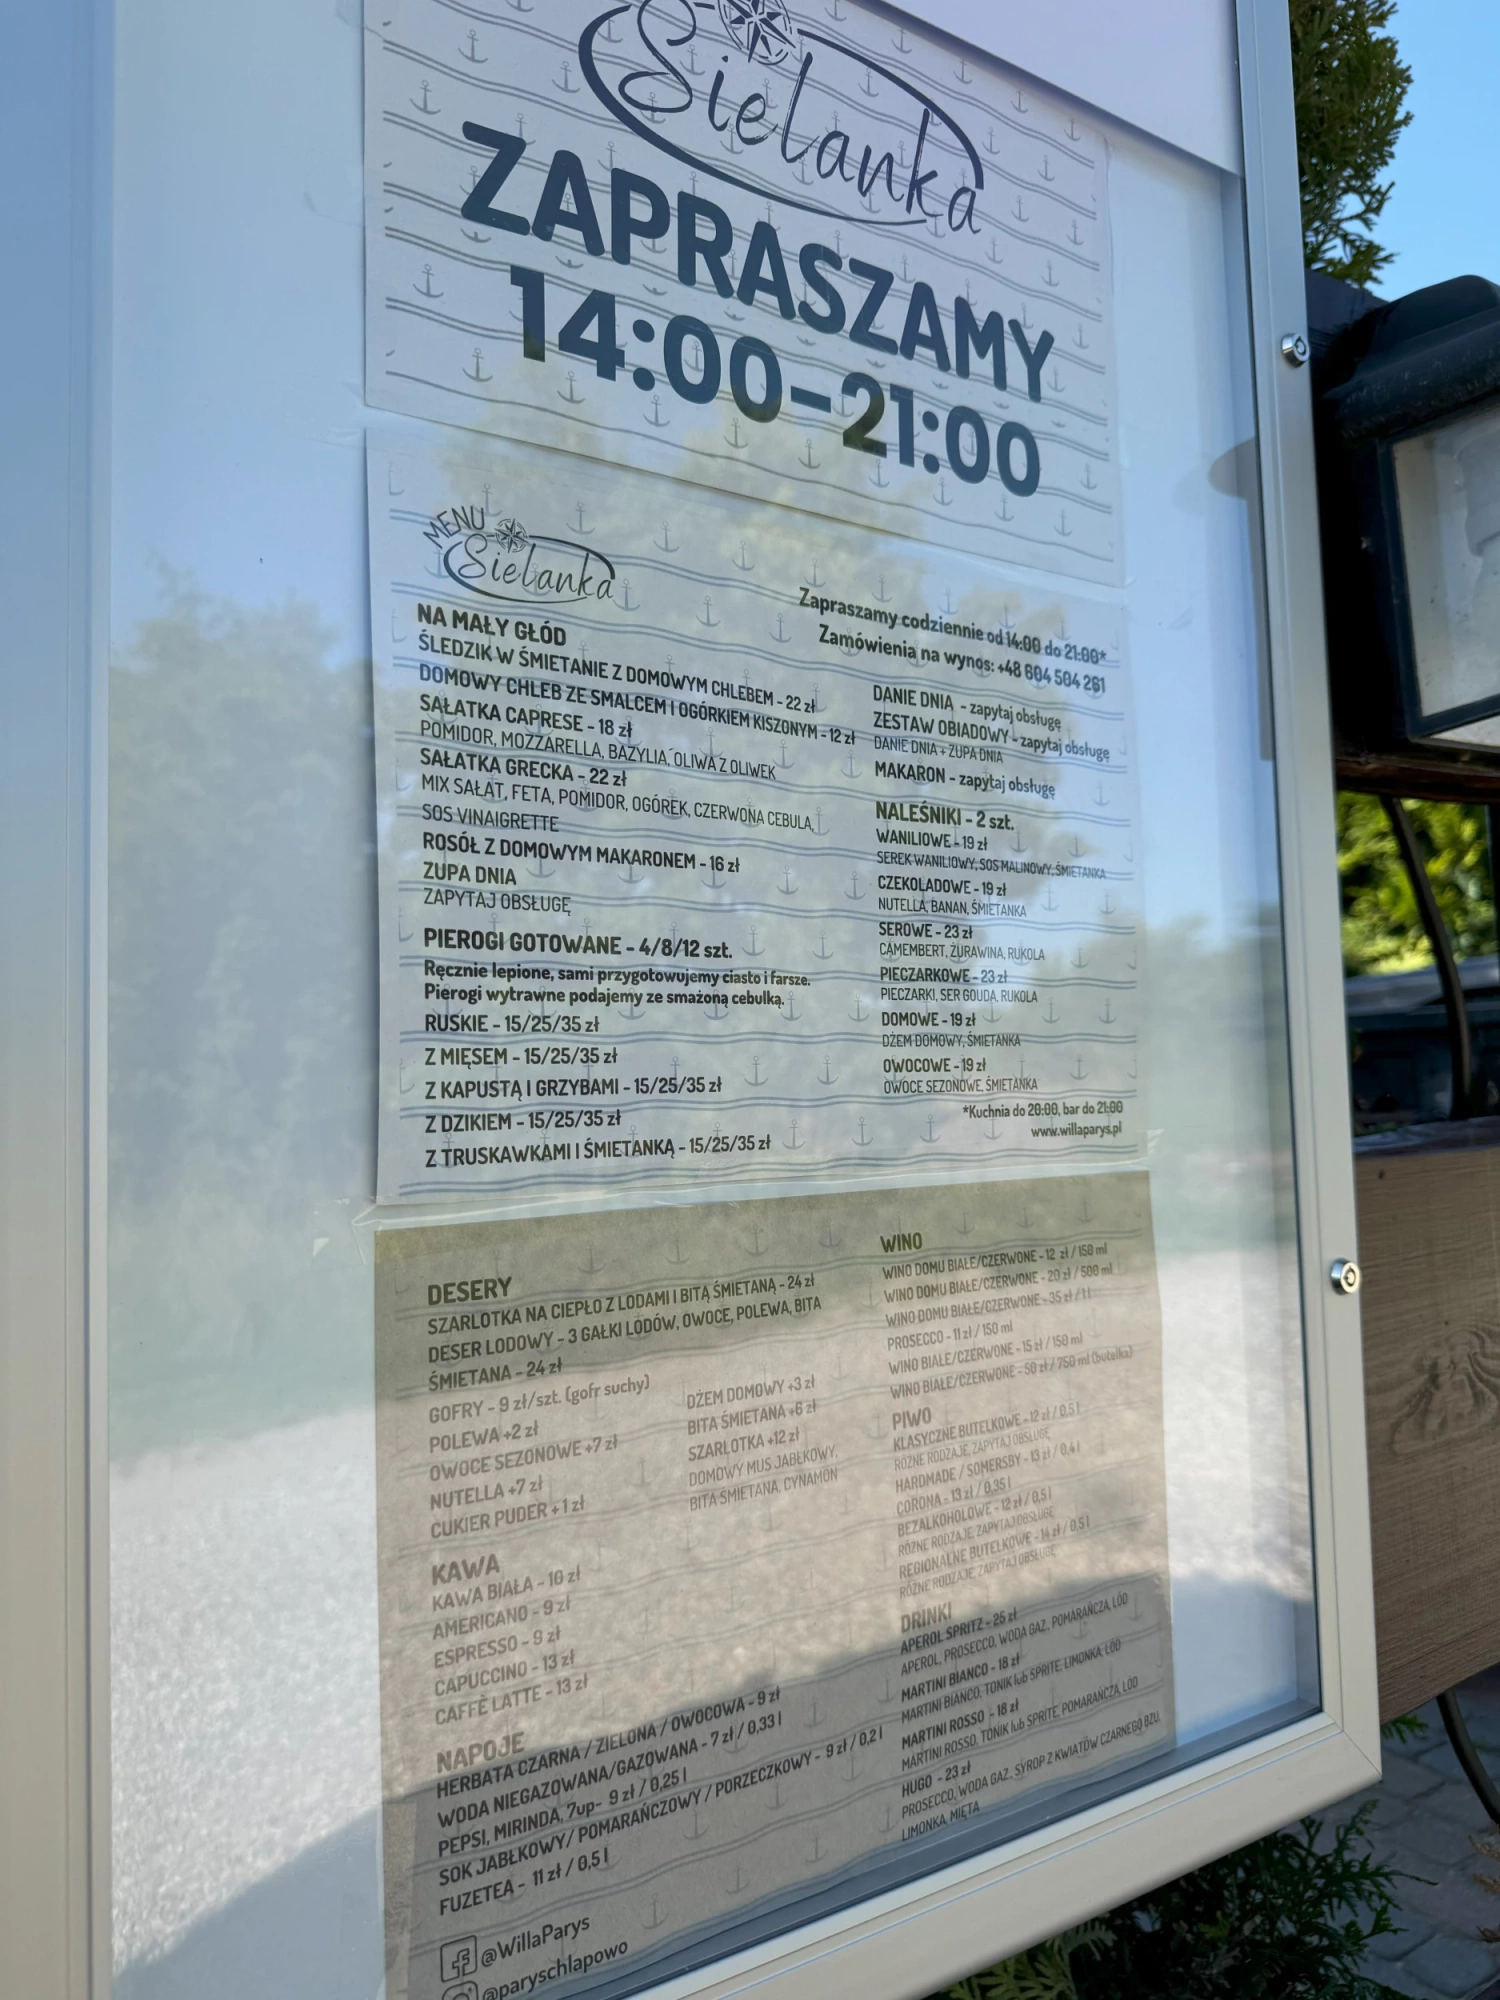 Sielanka
ZAPRASZAMY
14:00-21:00
MENU
Sielanka
Zapraszamy codziennie od 14:00 do 21:00*
Zamówienia na wynos: +48 604 504 261
NA MAŁY GŁÓD
ŚLEDZIK W ŚMIETANIE Z DOMOWYM CHLEBEM - 22 zł
DOMOWY CHLEB ZE SMALCEM I OGÓRKIEM KISZONYM - 12 zł
SAŁATKA CAPRESE - 18 zł
POMIDOR, MOZZARELLA, BAZYLIA, OLIWA Z OLIWEK
SAŁATKA GRECKA - 22 zł
MIX SAŁAT, FETA, POMIDOR, OGÓREK, CZERWONA CEBULA,
SOS VINAIGRETTE
ROSÓŁ Z DOMOWYM MAKARONEM - 16 zł
ZUPA DNIA
ZAPYTAJ OBSŁUGĘ
PIEROGI GOTOWANE - 4/8/12 szt.
Ręcznie lepione, sami przygotowujemy ciasto i farsze.
Pierogi wytrawne podajemy ze smażoną cebulką.
RUSKIE - 15/25/35 zł
Z MIĘSEM - 15/25/35 zł
Z KAPUSTĄ I GRZYBAMI - 15/25/35 zł
Z DZIKIEM - 15/25/35 zł
Z TRUSKAWKAMI I ŚMIETANKĄ - 15/25/35 zł
DANIE DNIA - zapytaj obsługę
ZESTAW OBIADOWY - zapytaj obsługę
DANIE DNIA + ZUPA DNIA
MAKARON - zapytaj obsługę
NALEŚNIKI - 2 szt.
WANILIOWE - 19 zł
SEREK WANILIOWY, SOS MALINOWY, ŚMIETANKA
CZEKOLADOWE - 19 zł
NUTELLA, BANAN, ŚMIETANKA
SEROWE - 23 zł
CAMEMBERT, ŻURAWINA, RUKOLA
PIECZARKOWE - 23 zł
PIECZARKI, SER GOUDA, RUKOLA
DOMOWE - 19 zł
DŻEM DOMOWY, ŚMIETANKA
OWOCOWE - 19 zł
OWOCE SEZONOWE, ŚMIETANKA
*Kuchnia do 20:00, bar do 21:00
www.willaparys.pl
DESERY
SZARLOTKA NA CIEPŁO Z LODAMI I BITĄ ŚMIETANĄ - 24 zł
DESER LODOWY - 3 GAŁKI LODÓW, OWOCE, POLEWA, BITA
ŚMIETANA - 24 zł
GOFRY - 9 zł/szt. (gofr suchy)
POLEWA +2 zł
OWOCE SEZONOWE +7 zł
NUTELLA +7 zł
CUKIER PUDER +1 zł
DŻEM DOMOWY +3 zł
BITA ŚMIETANA +6 zł
SZARLOTKA +12 zł
DOMOWY MUS JABŁKOWY,
BITA ŚMIETANA, CYNAMON
KAWA
KAWA BIAŁA - 10 zł
AMERICANO - 9 zł
ESPRESSO - 9 zł
CAPUCCINO - 13 zł
CAFFÈ LATTE - 13 zł
NAPOJE
HERBATA CZARNA / ZIELONA / OWOCOWA - 9 zł
WODA NIEGAZOWANA/GAZOWANA - 7 zł / 0,33 l
PEPSI, MIRINDA, 7up- 9 zł / 0,25 l
SOK JABŁKOWY/ POMARAŃCZOWY / PORZECZKOWY - 9 zł / 0,2 l
FUZETEA - 11 zł / 0,5 l
@WillaParys
@paryschlapowo
WINO
WINO DOMU BIAŁE/CZERWONE - 12 zł / 150 ml
WINO DOMU BIAŁE/CZERWONE - 20 zł / 500 ml
WINO DOMU BIAŁE/CZERWONE - 35 zł / 1 l
PROSECCO - 11 zł / 150 ml
WINO BIAŁE/CZERWONE - 15 zł / 150 ml
WINO BIAŁE/CZERWONE - 50 zł / 750 ml (butelka)
PIWO
KLASYCZNE BUTELKOWE - 12 zł / 0,5 l
RÓŻNE RODZAJE, ZAPYTAJ OBSŁUGĘ
HARDMADE / SOMERSBY - 13 zł / 0,4 l
CORONA - 13 zł / 0,35 l
BEZALKOHOLOWE - 12 zł / 0,5 l
RÓŻNE RODZAJE, ZAPYTAJ OBSŁUGĘ
REGIONALNE BUTELKOWE - 14 zł / 0,5 l
RÓŻNE RODZAJE, ZAPYTAJ OBSŁUGĘ
DRINKI
APEROL SPRITZ - 25 zł
APEROL, PROSECCO, WODA GAZ., POMARAŃCZA, LÓD
MARTINI BIANCO - 18 zł
MARTINI BIANCO, TONIK lub SPRITE, LIMONKA, LÓD
MARTINI ROSSO - 18 zł
MARTINI ROSSO, TONIK lub SPRITE, POMARAŃCZA, LÓD
HUGO - 23 zł
PROSECCO, WODA GAZ., SYROP Z KWIATÓW CZARNEGO BZU,
LIMONKA, MIĘTA